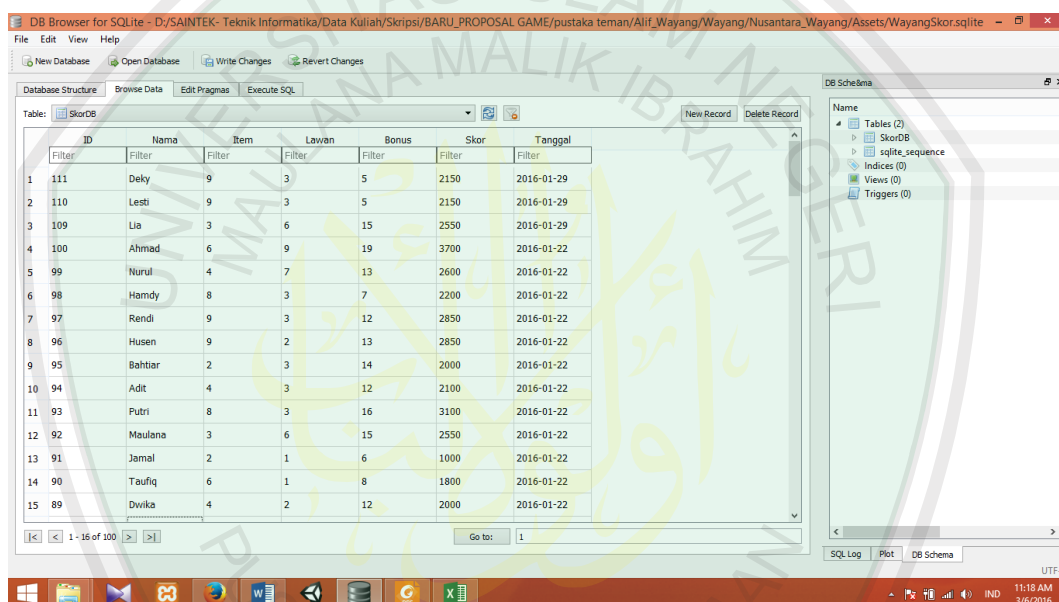 DB Browser for SQLite - D:/SAINTEK- Teknik Informatika/Data Kuliah/Skripsi/BARU_PROPOSAL GAME/pustaka teman/Alif_Wayang/Wayang/Nusantara_Wayang/Assets/WayangSkor.sqlite
File Edit View Help
New Database Open Database Write Changes Revert Changes
Database Structure Browse Data Edit Pragmas Execute SQL
Table: SkorDB New Record Delete Record
ID Nama Item Lawan Bonus Skor Tanggal
Filter Filter Filter Filter Filter Filter Filter
1 111 Deky 9 3 5 2150 2016-01-29
2 110 Lesti 9 3 5 2150 2016-01-29
3 109 Lia 3 6 15 2550 2016-01-29
4 100 Ahmad 6 9 19 3700 2016-01-22
5 99 Nurul 4 7 13 2600 2016-01-22
6 98 Hamdy 8 3 7 2200 2016-01-22
7 97 Rendi 9 3 12 2850 2016-01-22
8 96 Husen 9 2 13 2850 2016-01-22
9 95 Bahtiar 2 3 14 2000 2016-01-22
10 94 Adit 4 3 12 2100 2016-01-22
11 93 Putri 8 3 16 3100 2016-01-22
12 92 Maulana 3 6 15 2550 2016-01-22
13 91 Jamal 2 1 6 1000 2016-01-22
14 90 Taufiq 6 1 8 1800 2016-01-22
15 89 Dwika 4 2 12 2000 2016-01-22
|< < 1 - 16 of 100 > >| Go to: 1
DB Sche&ma
Name
Tables (2)
SkorDB
sqlite_sequence
Indices (0)
Views (0)
Triggers (0)
SQL Log Plot DB Schema
UTF-
IND 11:18 AM
3/6/2016
MAULANA MALIK IBRAHIM
NEGERI